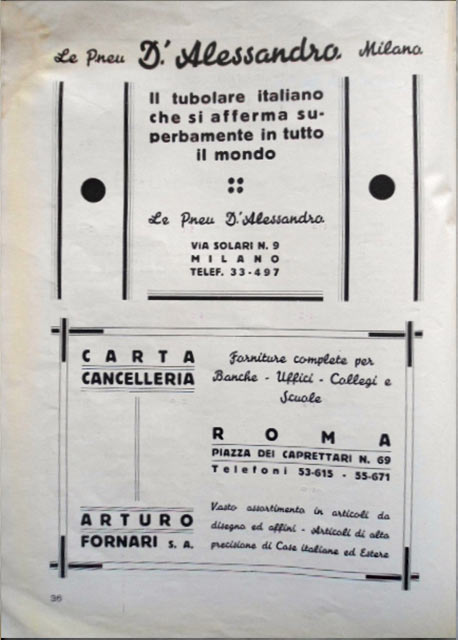 Le Pneu D'Alessandro. Milano
Il tubolare italiano
che si afferma su-
perbamente in tutto
il mondo
Le Pneu D'Alessandro.
VIA SOLARI N. 9
MILANO
TELEF. 33-497
CARTA
CANCELLERIA
ARTURO
FORNARI S. A.
Forniture complete per
Banche - Uffici - Collegi e
Scuole
ROMA
PIAZZA DEI CAPRETTARI N. 69
Telefoni 53-615 - 55-671
Vasto assortimento in articoli da
disegno ed affini - Articoli di alta
precisione di Case italiane ed Estere
36